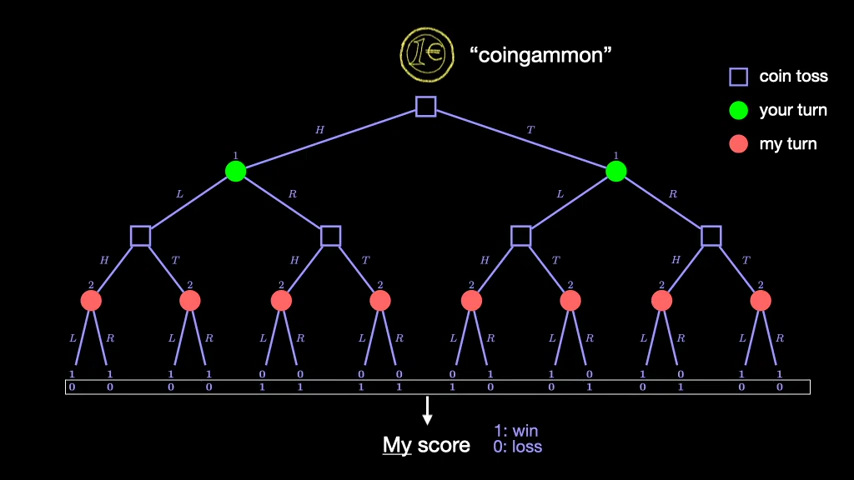 1€
"coingammon"
coin toss
your turn
my turn
H T
1 1
L R L R
H T H T H T H T
2 2 2 2 2 2 2 2
L R L R L R L R L R L R L R L R
1 1 1 1 0 0 0 0 0 1 1 0 1 0 1 1
0 0 0 0 1 1 1 1 1 0 0 1 0 1 0 0
My score
1: win
0: loss